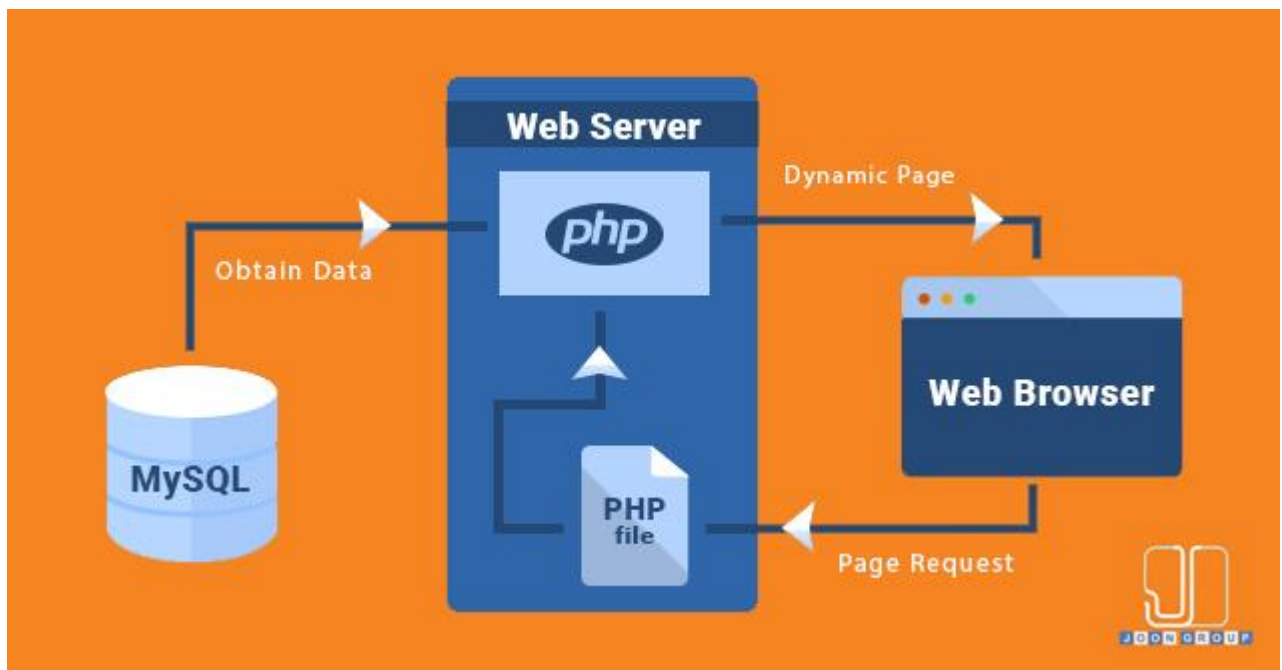 Web Server
php
Dynamic Page
Obtain Data
Web Browser
MySQL
PHP
file
Page Request
JOON GROUP